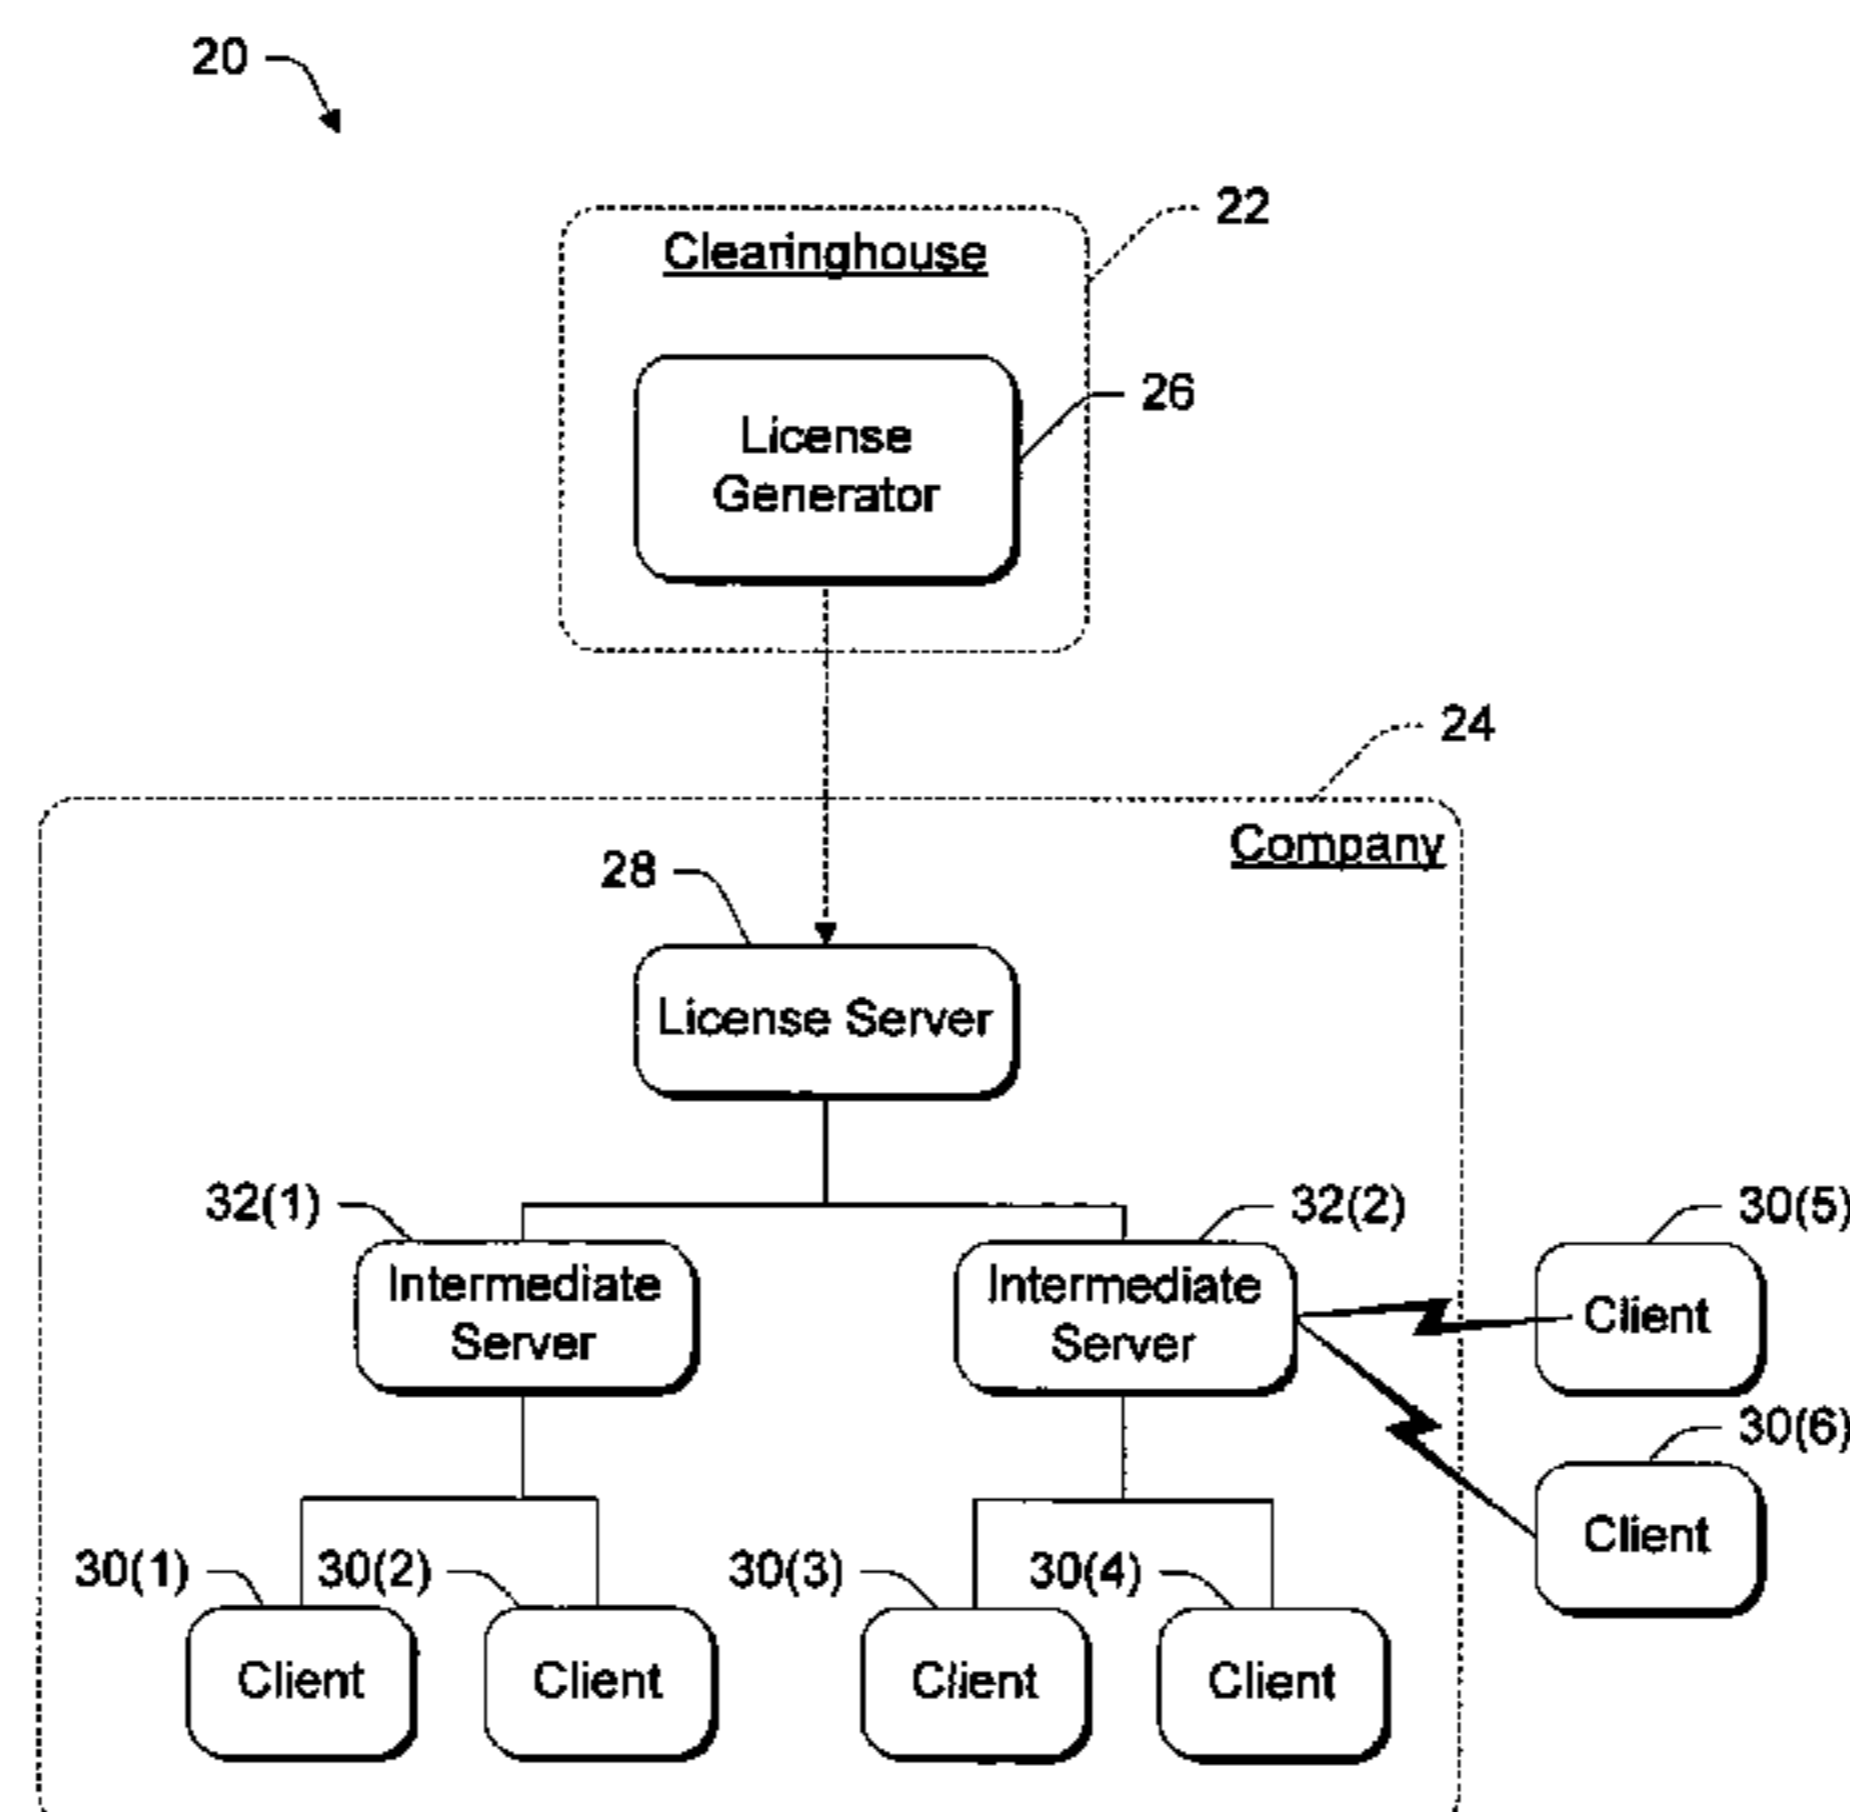 20
22
Clearinghouse
26
License
Generator
24
Company
28
License Server
32(1)
32(2)
30(5)
Intermediate
Server
Intermediate
Server
Client
30(6)
Client
30(1)
30(2)
30(3)
30(4)
Client
Client
Client
Client